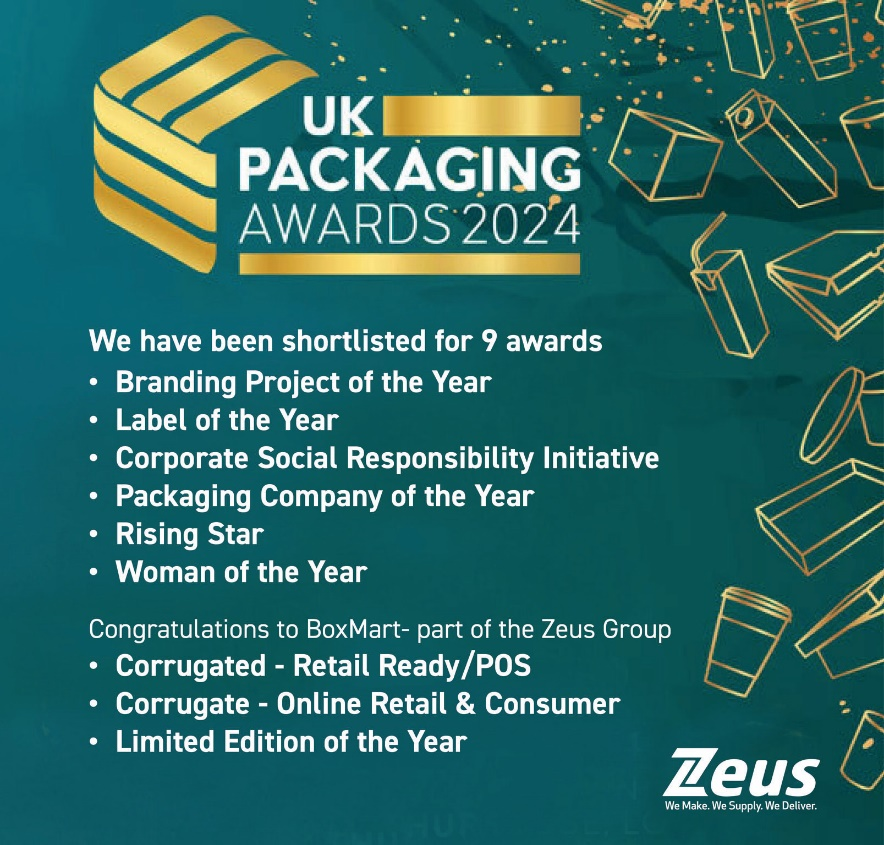 UK
PACKAGING
AWARDS 2024
We have been shortlisted for 9 awards
• Branding Project of the Year
• Label of the Year
• Corporate Social Responsibility Initiative
• Packaging Company of the Year
• Rising Star
• Woman of the Year
Congratulations to BoxMart- part of the Zeus Group
• Corrugated - Retail Ready/POS
• Corrugate - Online Retail & Consumer
• Limited Edition of the Year
Zeus
We Make. We Supply. We Deliver.